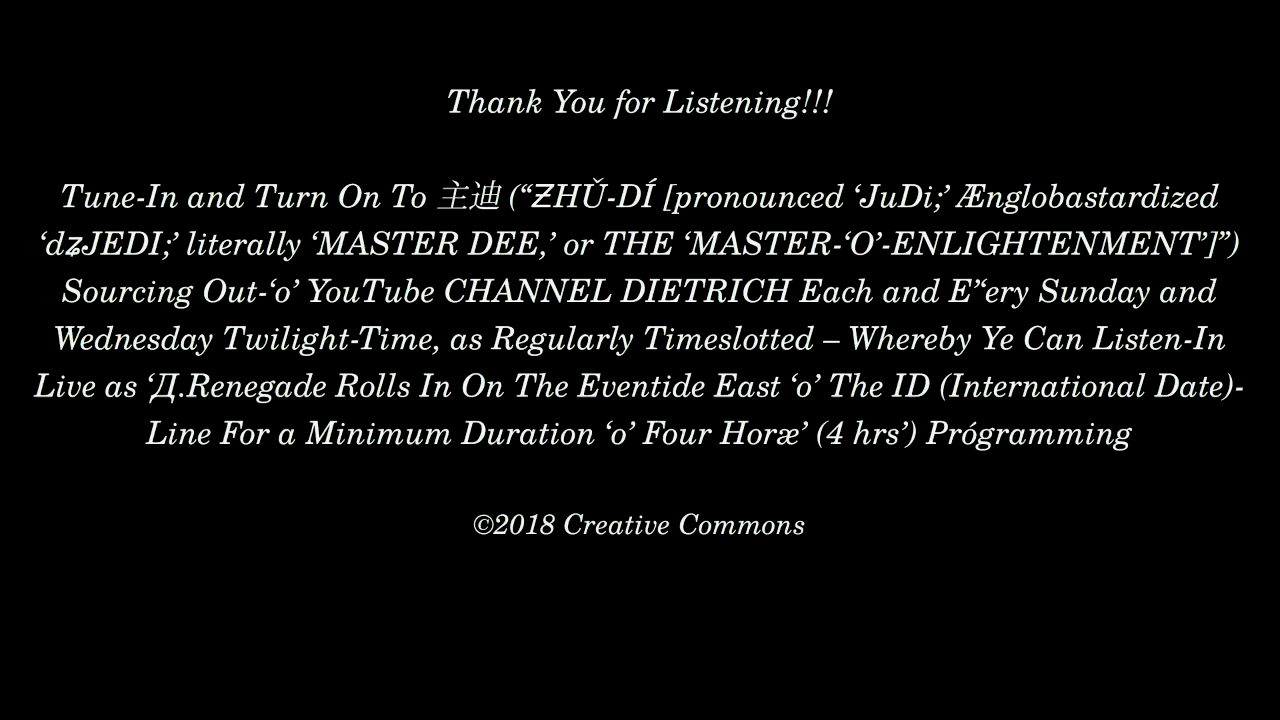 Thank You for Listening!!!
Tune-In and Turn On To 主迪 (“ƵHǓ-DÍ [pronounced ‘JuDi;’ Ænglobastardized
‘dʑJEDI;’ literally ‘MASTER DEE,’ or THE ‘MASTER-‘O’-ENLIGHTENMENT’]”)
Sourcing Out-‘o’ YouTube CHANNEL DIETRICH Each and E’‘ery Sunday and
Wednesday Twilight-Time, as Regularly Timeslotted – Whereby Ye Can Listen-In
Live as ‘Д.Renegade Rolls In On The Eventide East ‘o’ The ID (International Date)-
Line For a Minimum Duration ‘o’ Four Horæ’ (4 hrs’) Prógramming
©2018 Creative Commons